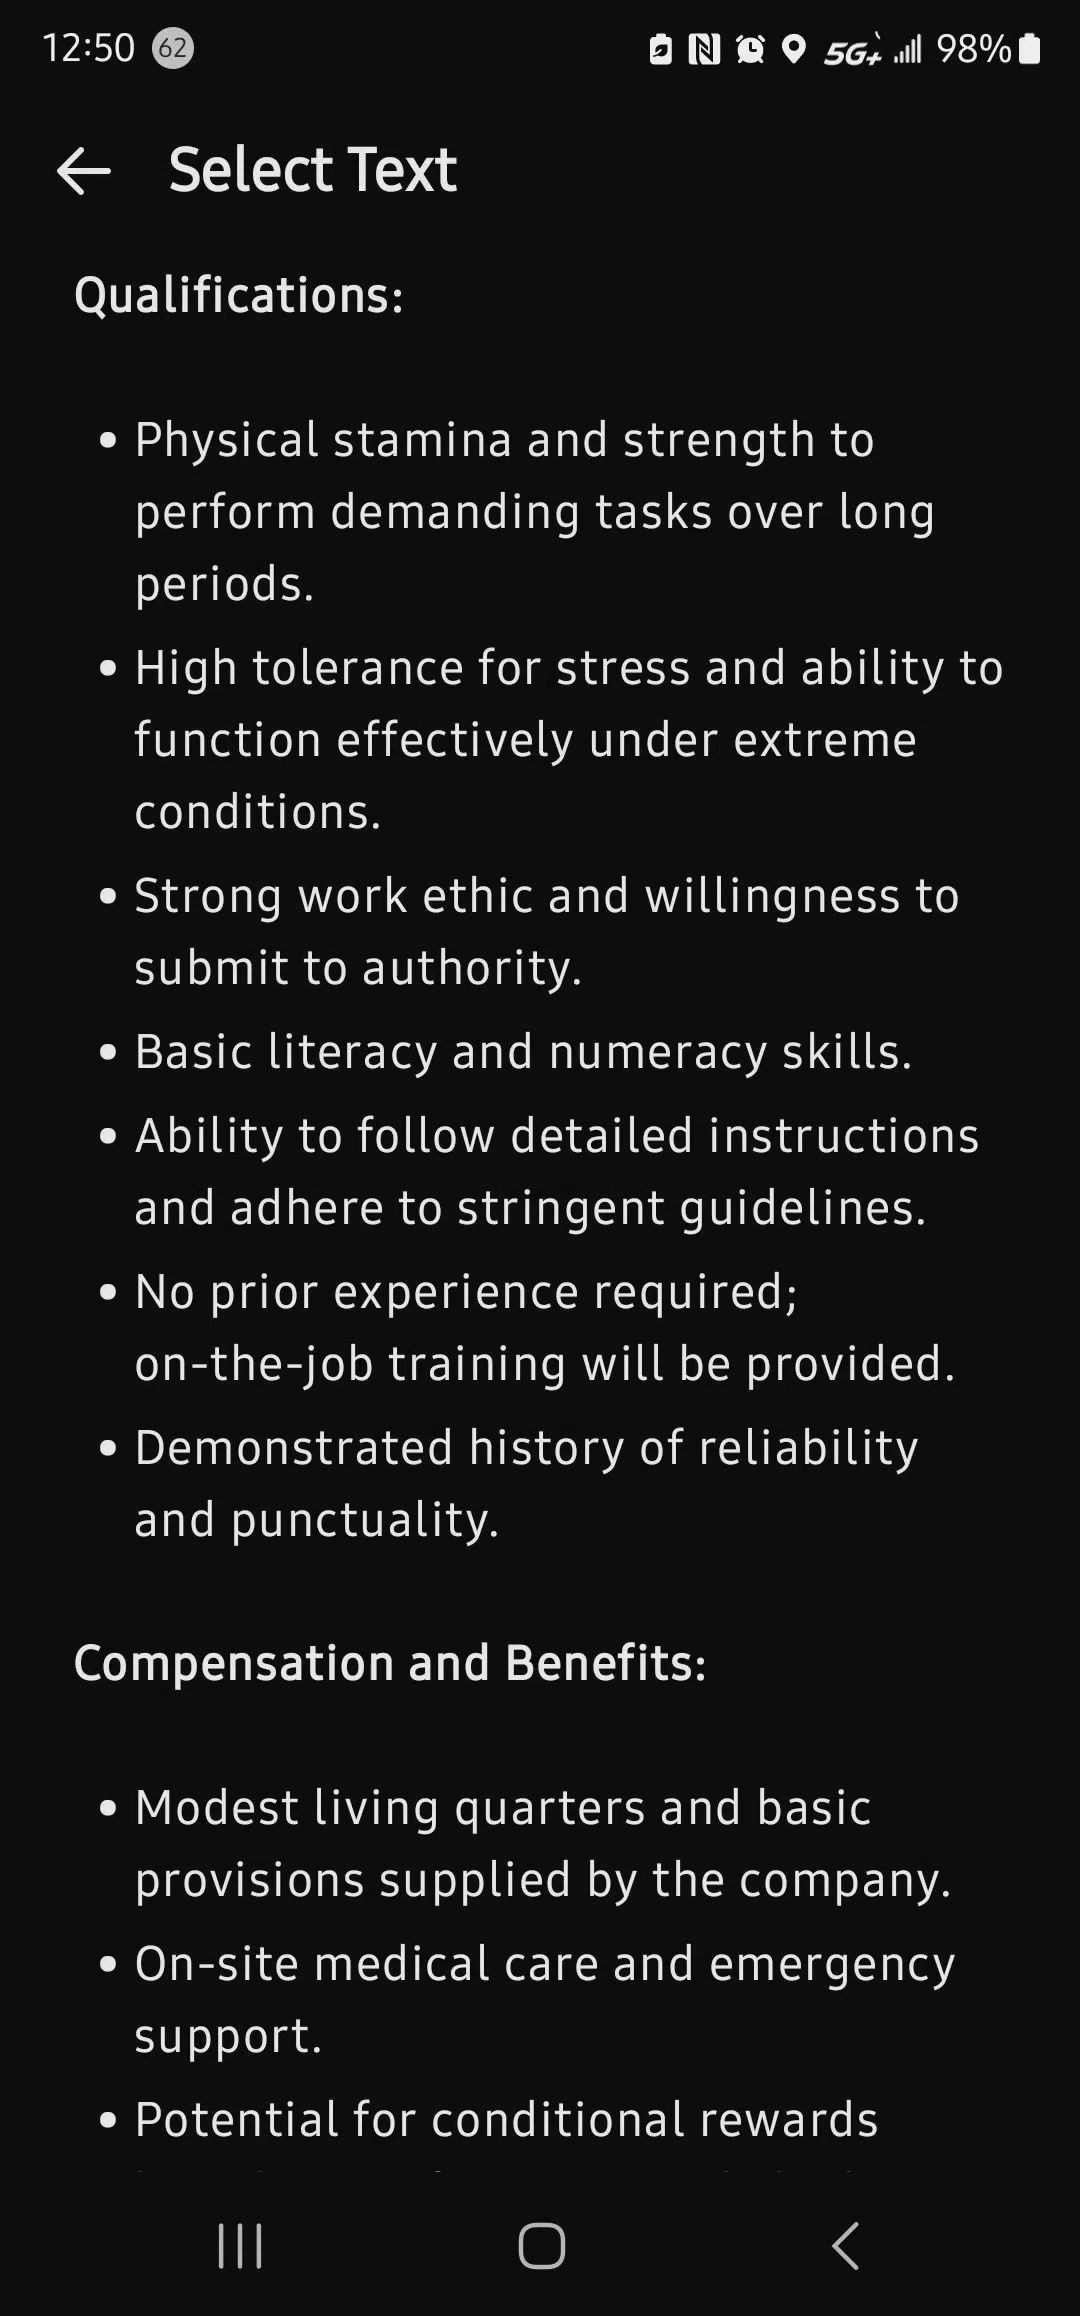 12:50 62 5G+ 98%
Select Text
Qualifications:
• Physical stamina and strength to
perform demanding tasks over long
periods.
• High tolerance for stress and ability to
function effectively under extreme
conditions.
• Strong work ethic and willingness to
submit to authority.
• Basic literacy and numeracy skills.
• Ability to follow detailed instructions
and adhere to stringent guidelines.
• No prior experience required;
on-the-job training will be provided.
• Demonstrated history of reliability
and punctuality.
Compensation and Benefits:
• Modest living quarters and basic
provisions supplied by the company.
• On-site medical care and emergency
support.
• Potential for conditional rewards